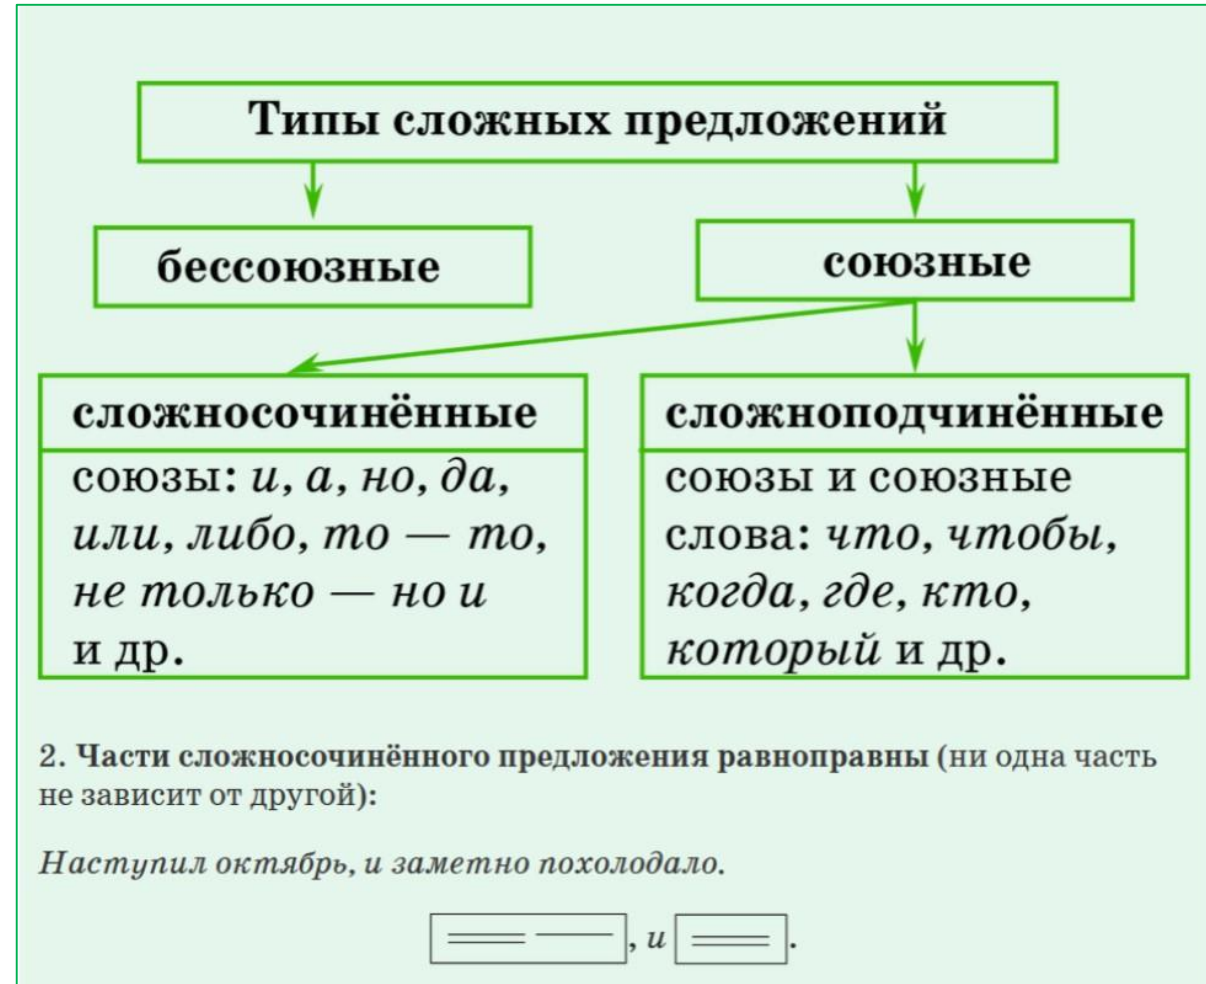 Типы сложных предложений
бессоюзные
союзные
сложносочинённые
союзы: и, а, но, да,
или, либо, то — то,
не только — но и
и др.
сложноподчинённые
союзы и союзные
слова: что, чтобы,
когда, где, кто,
который и др.
2. Части сложносочинённого предложения равноправны (ни одна часть
не зависит от другой):
Наступил октябрь, и заметно похолодало.
, и .